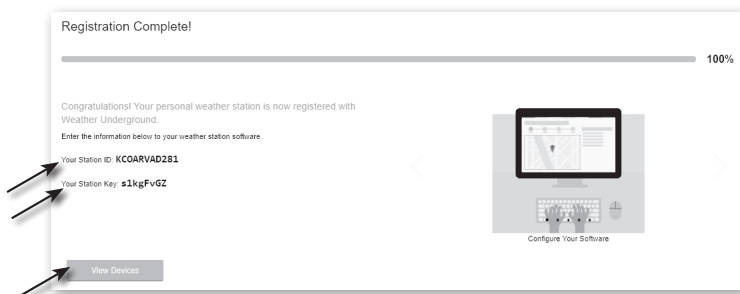 Registration Complete!
100%
Congratulations! Your personal weather station is now registered with
Weather Underground.
Enter the information below to your weather station software.
Your Station ID: KCOARVAD281
Your Station Key: s1kgFvGZ
Configure Your Software
View Devices